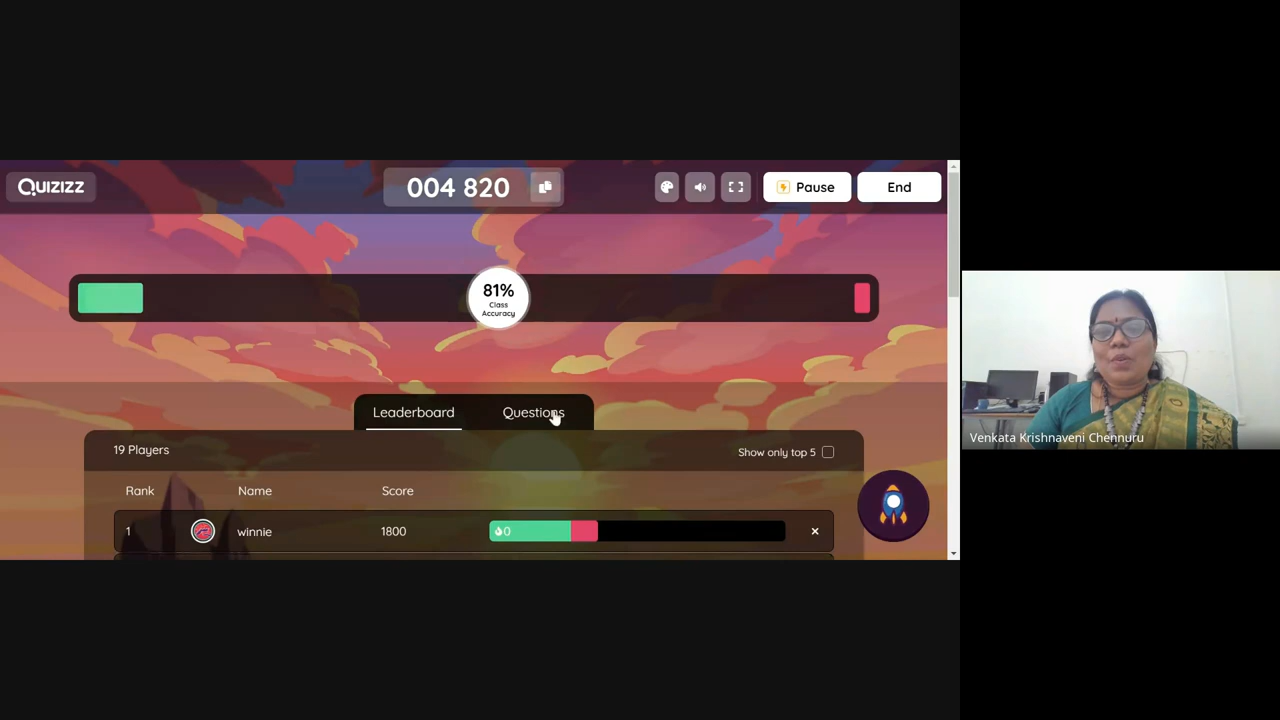 QUIZIZZ
004 820
Pause
End
81%
Class
Accuracy
Leaderboard
Questions
19 Players
Show only top 5
Rank
Name
Score
1
winnie
1800
0
×
Venkata Krishnaveni Chennuru